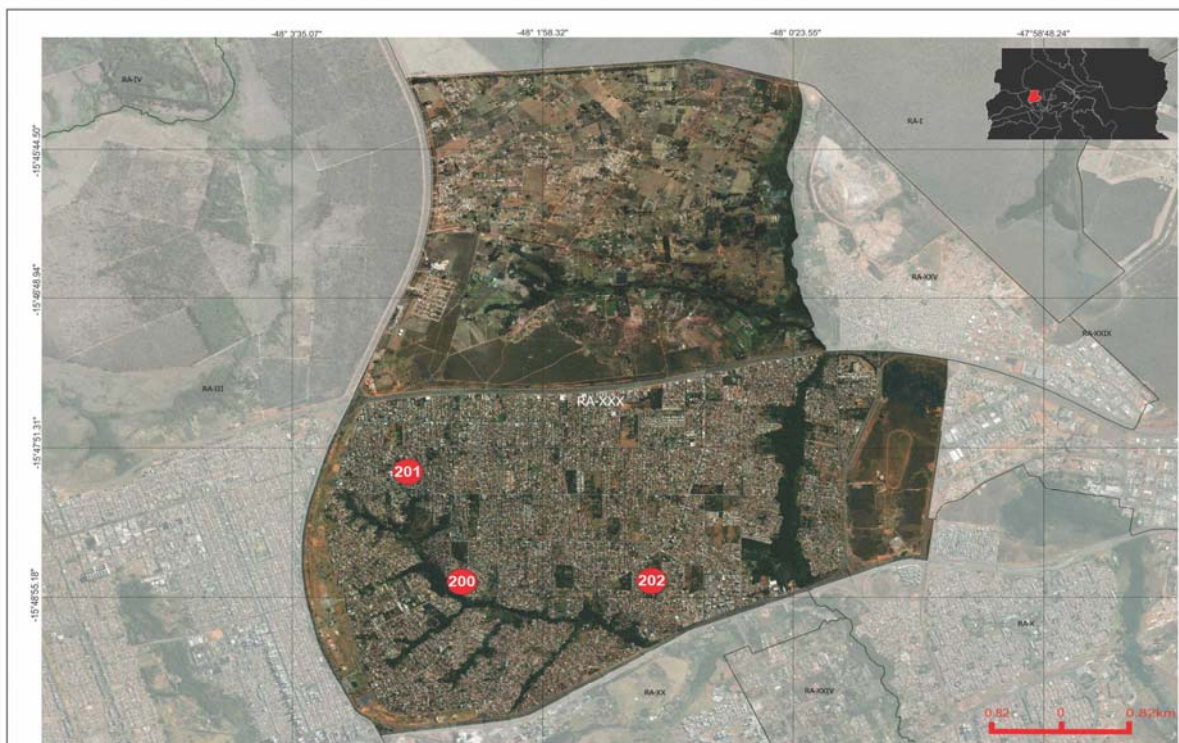 -48° 3'35.07"
-48° 1'58.32"
-48° 0'23.55"
-47°58'48.24"
RA-IV
RA-I
-15°45'44.50"
-15°46'48.94"
RA-XXV
RA-XXIX
RA-III
RA-XXX
-15°47'51.31"
201
200
202
-15°48'55.18"
RA-X
RA-XX
RA-XXIV
0.82 0 0.82km